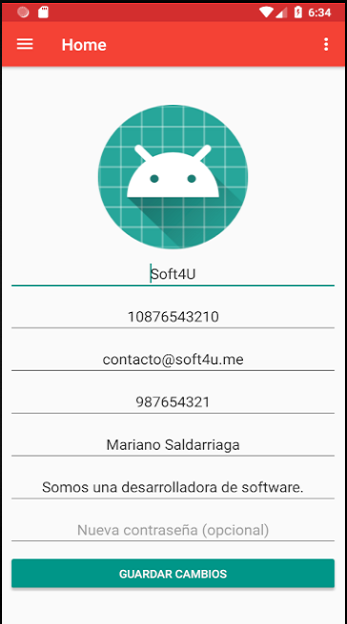 6:34
Home
Soft4U
10876543210
contacto@soft4u.me
987654321
Mariano Saldarriaga
Somos una desarrolladora de software.
Nueva contraseña (opcional)
GUARDAR CAMBIOS